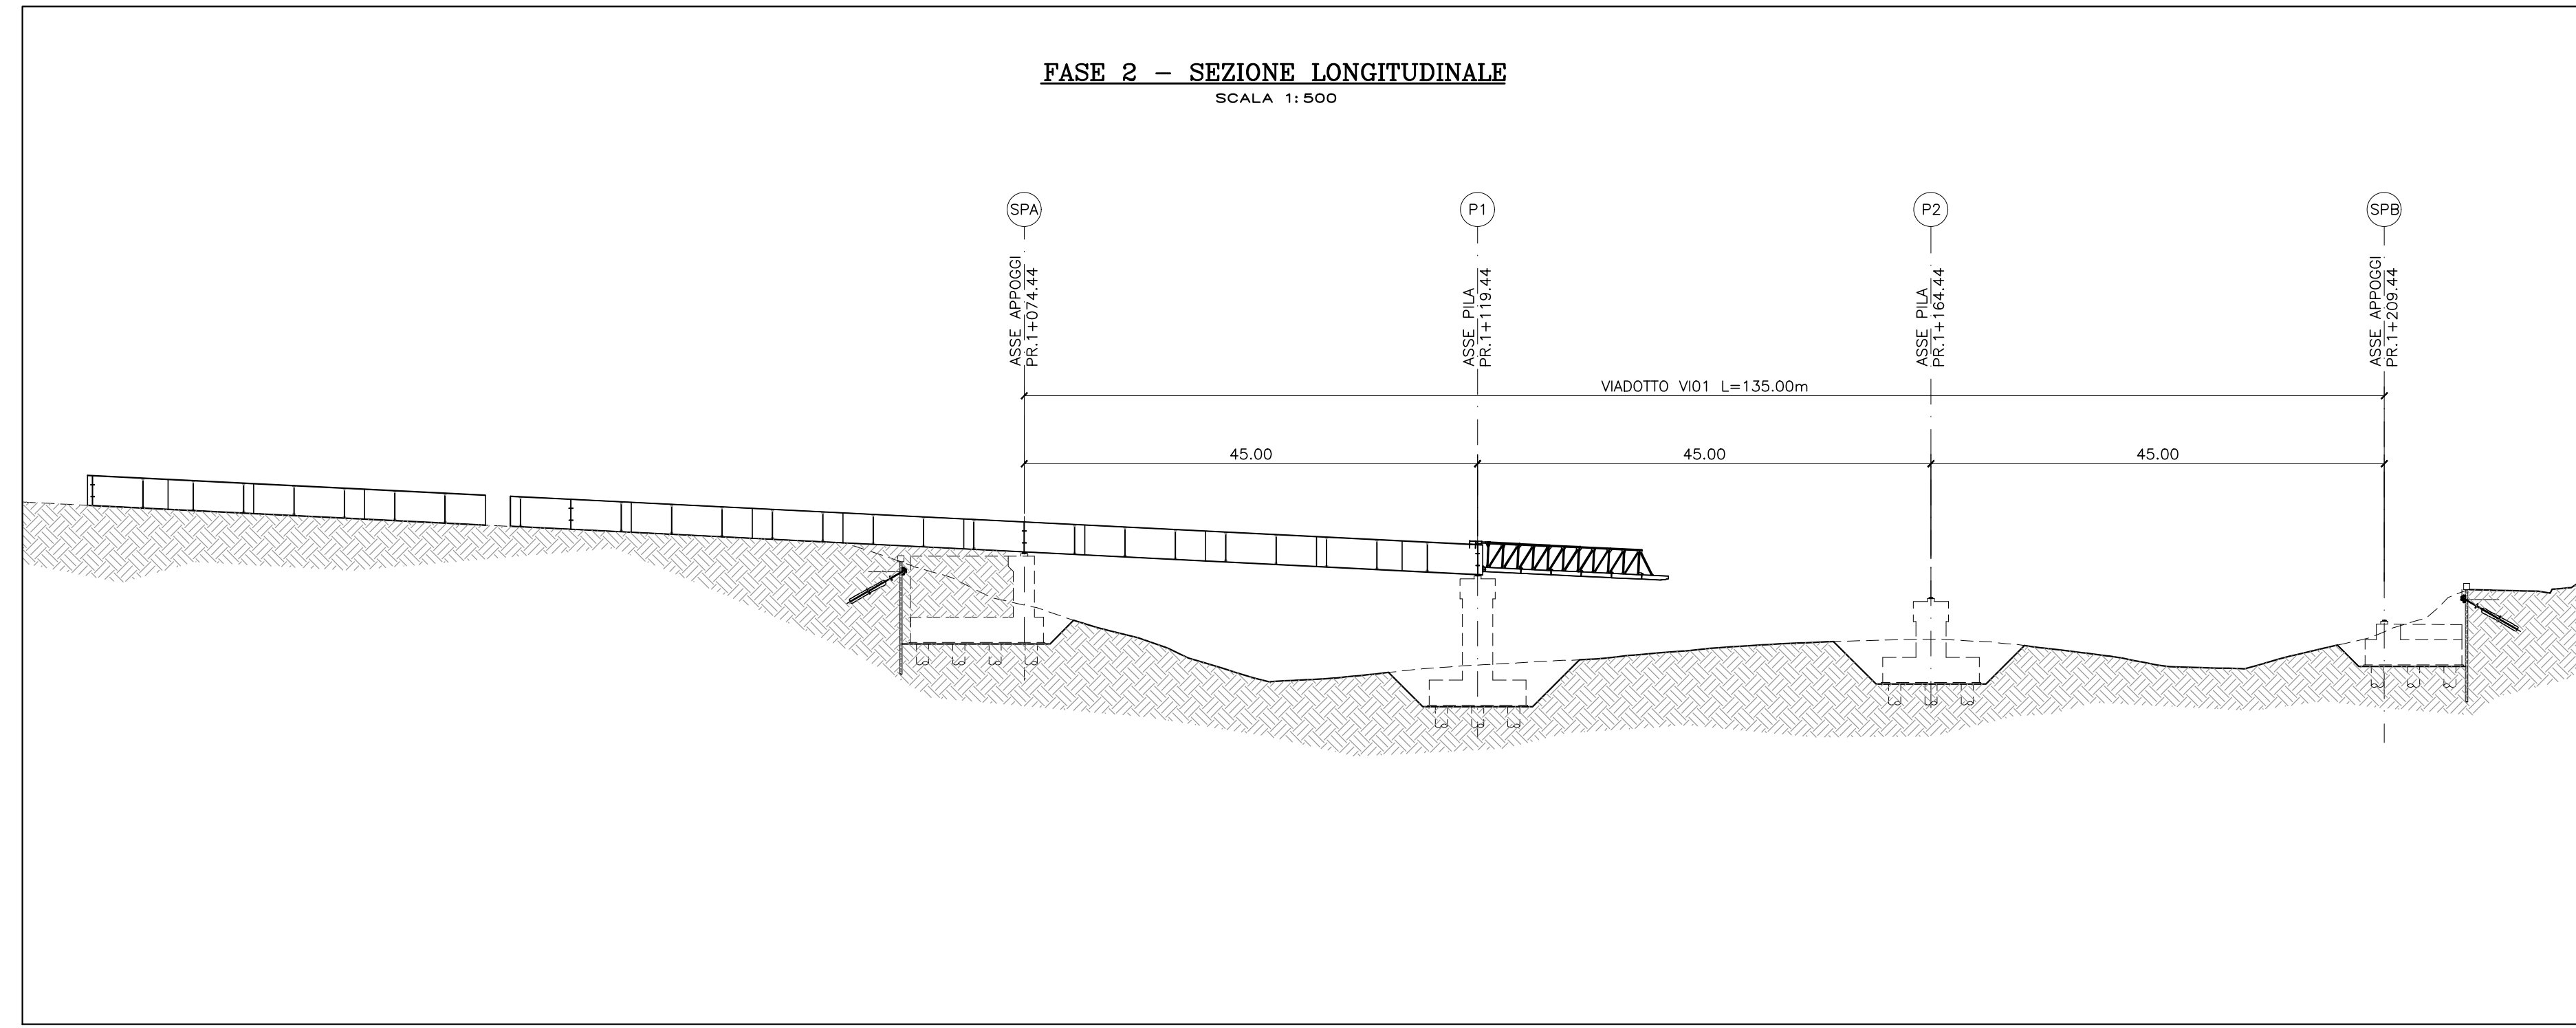 FASE 2 – SEZIONE LONGITUDINALE
SCALA 1:500
SPA
P1
P2
SPB
ASSE APPOGGI
PR.1+074.44
ASSE PILA
PR.1+119.44
ASSE PILA
PR.1+164.44
ASSE APPOGGI
PR.1+209.44
VIADOTTO VI01 L=135.00m
45.00
45.00
45.00